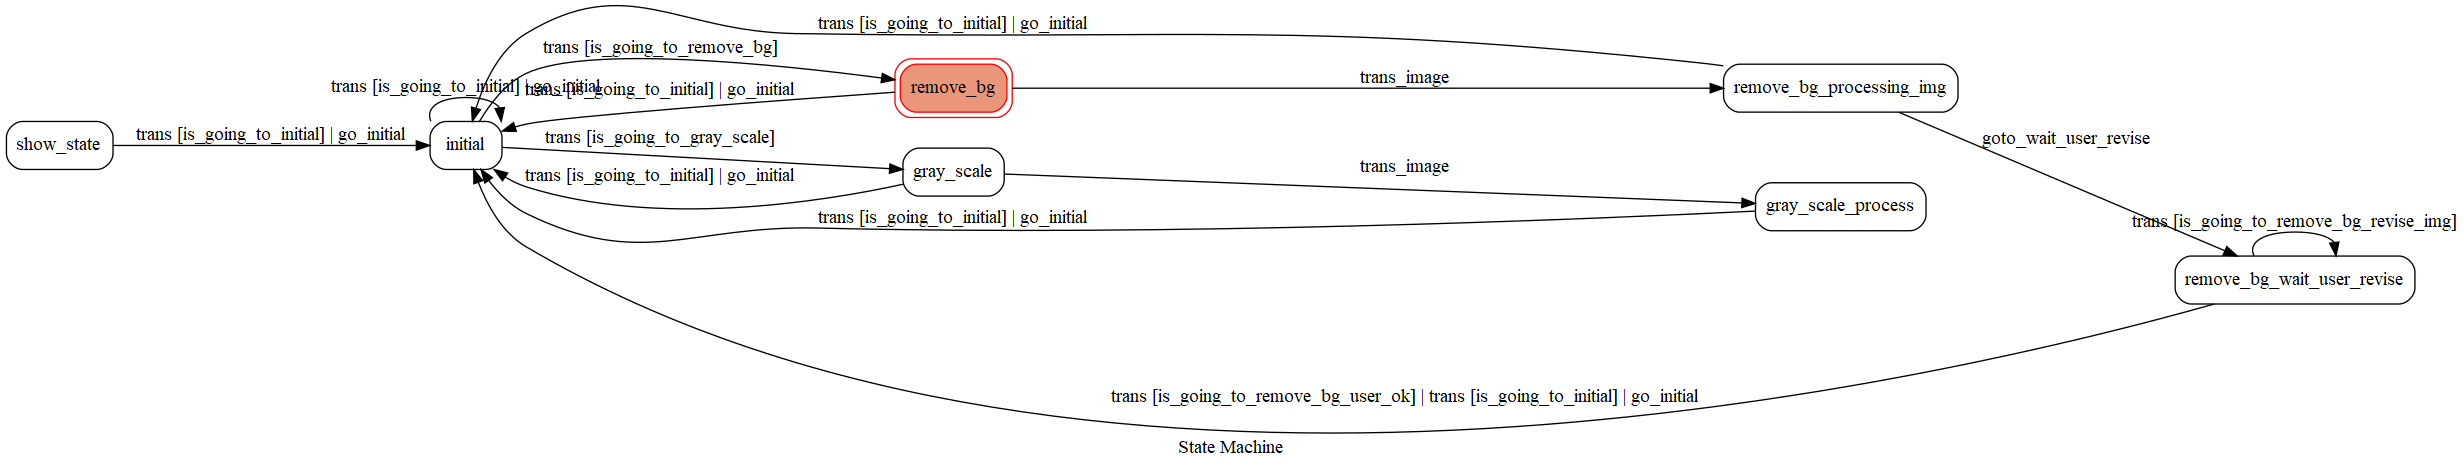 trans [is_going_to_initial] | go_initial
trans [is_going_to_remove_bg]
trans [is_going_to_initial] | go_initial
trans [is_going_to_initial] | go_initial
remove_bg
trans_image
remove_bg_processing_img
show_state
trans [is_going_to_initial] | go_initial
initial
trans [is_going_to_gray_scale]
goto_wait_user_revise
trans [is_going_to_initial] | go_initial
gray_scale
trans_image
gray_scale_process
trans [is_going_to_initial] | go_initial
trans [is_going_to_remove_bg_revise_img]
remove_bg_wait_user_revise
trans [is_going_to_remove_bg_user_ok] | trans [is_going_to_initial] | go_initial
State Machine